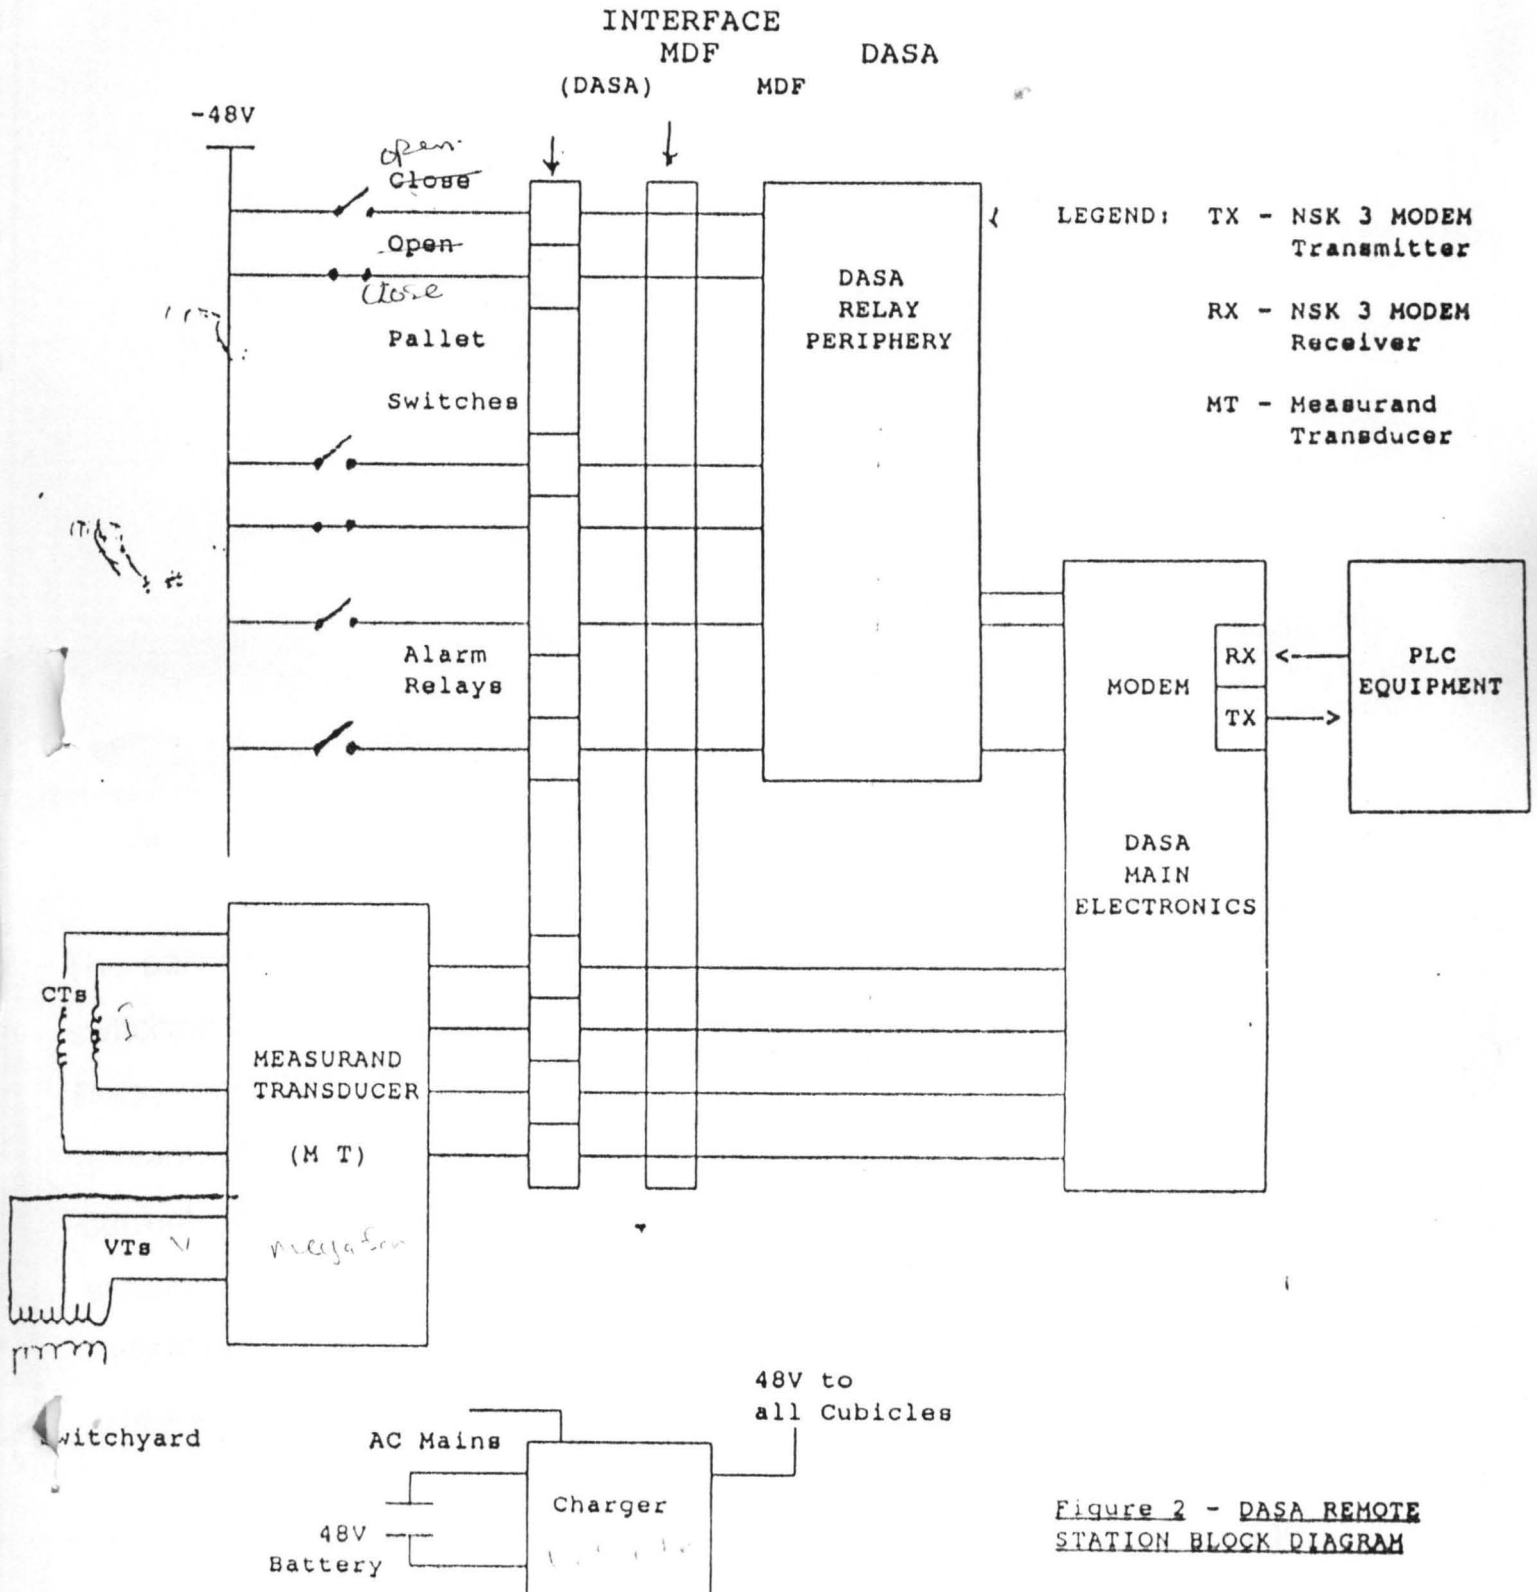 INTERFACE
MDF DASA
(DASA) MDF
-48V
open
Close
Open
Close
Pallet
Switches
Alarm
Relays
DASA
RELAY
PERIPHERY
LEGEND: TX - NSK 3 MODEM
Transmitter
RX - NSK 3 MODEM
Receiver
MT - Measurand
Transducer
MODEM
RX
TX
PLC
EQUIPMENT
DASA
MAIN
ELECTRONICS
CTs
MEASURAND
TRANSDUCER
(M T)
VTs V
witchyard
AC Mains
48V to
all Cubicles
Charger
48V
Battery
Figure 2 - DASA REMOTE
STATION BLOCK DIAGRAM